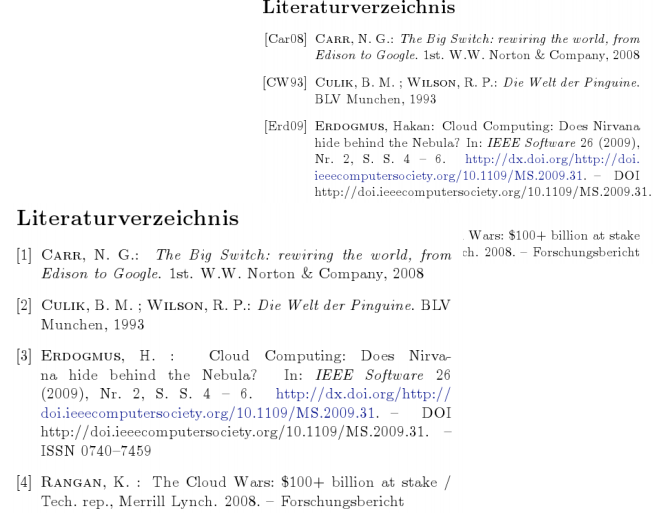 Literaturverzeichnis
[Car08] CARR, N. G.: The Big Switch: rewiring the world, from
Edison to Google. 1st. W.W. Norton & Company, 2008
[CW93] CULIK, B. M. ; WILSON, R. P.: Die Welt der Pinguine.
BLV Munchen, 1993
[Erd09] ERDOGMUS, Hakan: Cloud Computing: Does Nirvana
hide behind the Nebula? In: IEEE Software 26 (2009),
Nr. 2, S. S. 4 – 6. http://dx.doi.org/http://doi.
ieeecomputersociety.org/10.1109/MS.2009.31. – DOI
http://doi.ieeecomputersociety.org/10.1109/MS.2009.31.
Wars: $100+ billion at stake
ch. 2008. – Forschungsbericht
Literaturverzeichnis
[1] CARR, N. G.: The Big Switch: rewiring the world, from
Edison to Google. 1st. W.W. Norton & Company, 2008
[2] CULIK, B. M. ; WILSON, R. P.: Die Welt der Pinguine. BLV
Munchen, 1993
[3] ERDOGMUS, H. : Cloud Computing: Does Nirva-
na hide behind the Nebula? In: IEEE Software 26
(2009), Nr. 2, S. S. 4 – 6. http://dx.doi.org/http://
doi.ieeecomputersociety.org/10.1109/MS.2009.31. – DOI
http://doi.ieeecomputersociety.org/10.1109/MS.2009.31. –
ISSN 0740–7459
[4] RANGAN, K. : The Cloud Wars: $100+ billion at stake /
Tech. rep., Merrill Lynch. 2008. – Forschungsbericht